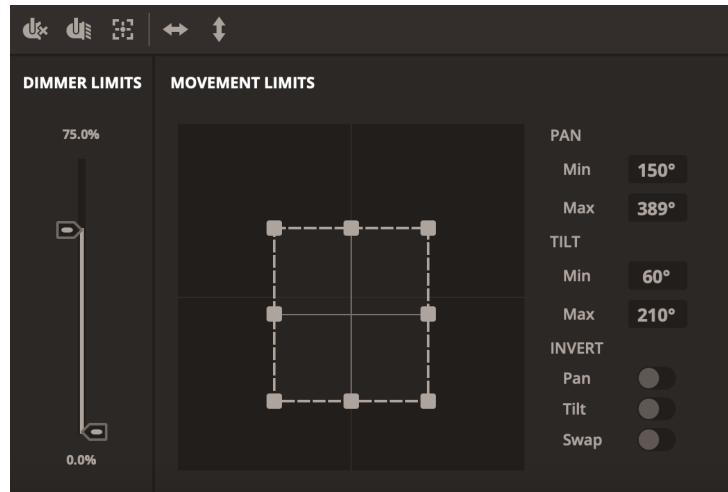 DIMMER LIMITS
75.0%
0.0%
MOVEMENT LIMITS
PAN
Min 150°
Max 389°
TILT
Min 60°
Max 210°
INVERT
Pan
Tilt
Swap